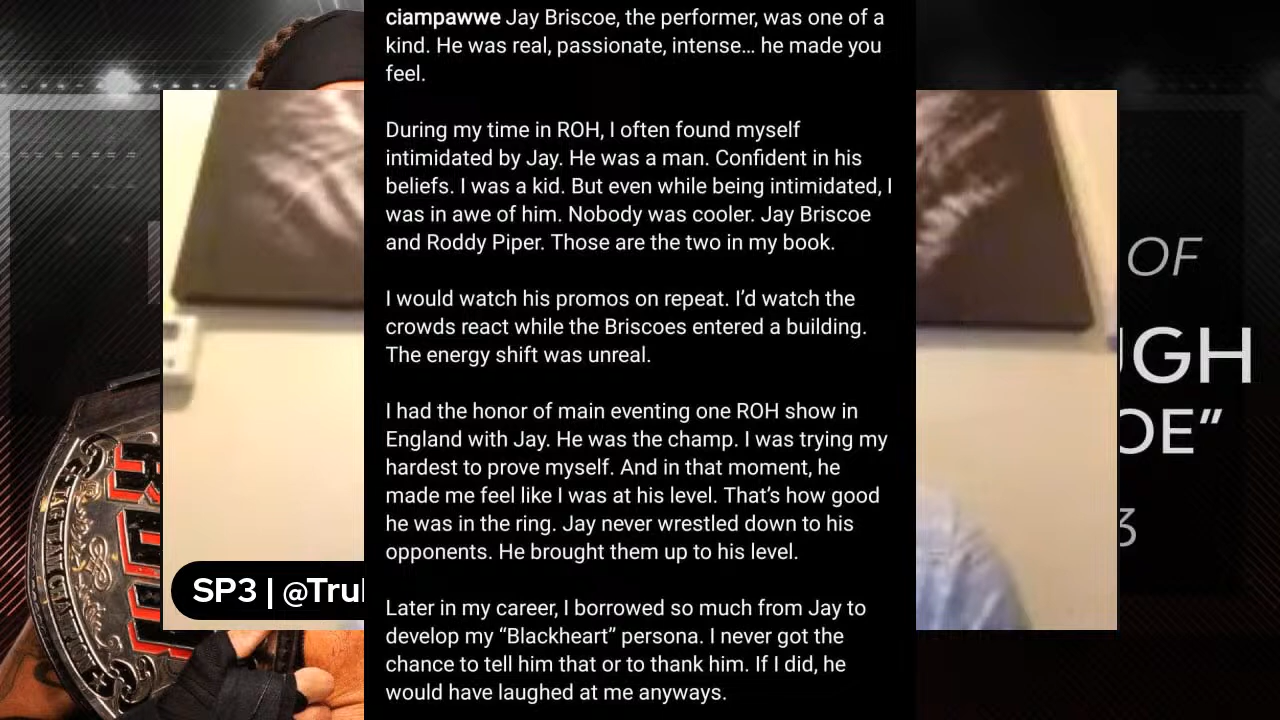 ciampawwe Jay Briscoe, the performer, was one of a
kind. He was real, passionate, intense… he made you
feel.
During my time in ROH, I often found myself
intimidated by Jay. He was a man. Confident in his
beliefs. I was a kid. But even while being intimidated, I
was in awe of him. Nobody was cooler. Jay Briscoe
and Roddy Piper. Those are the two in my book.
I would watch his promos on repeat. I’d watch the
crowds react while the Briscoes entered a building.
The energy shift was unreal.
I had the honor of main eventing one ROH show in
England with Jay. He was the champ. I was trying my
hardest to prove myself. And in that moment, he
made me feel like I was at his level. That’s how good
he was in the ring. Jay never wrestled down to his
opponents. He brought them up to his level.
Later in my career, I borrowed so much from Jay to
develop my “Blackheart” persona. I never got the
chance to tell him that or to thank him. If I did, he
would have laughed at me anyways.
SP3 | @Tru
OF
UGH
OE”
3